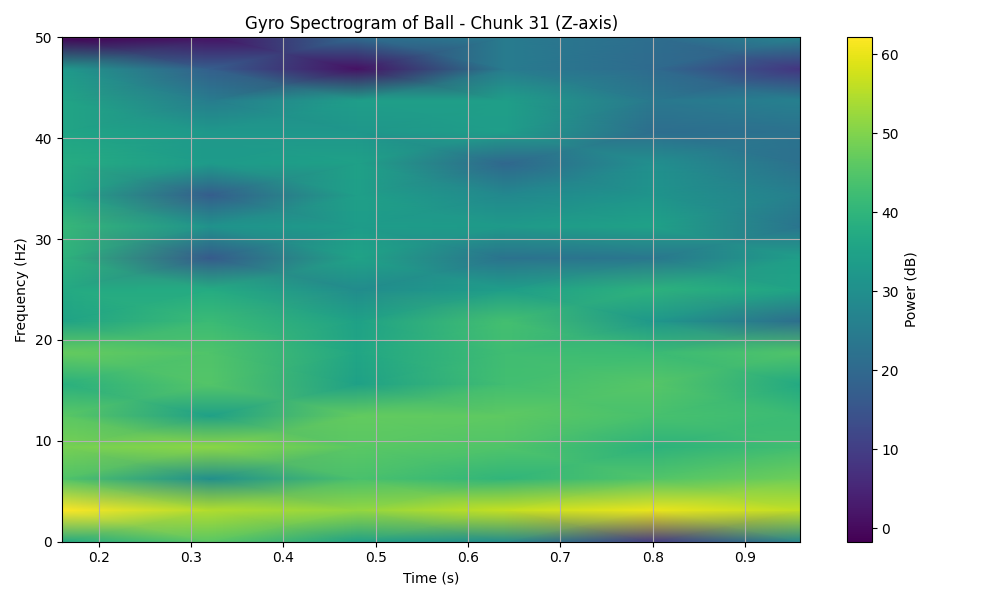 Gyro Spectrogram of Ball - Chunk 31 (Z-axis)
50
40
30
20
10
0
Frequency (Hz)
0.2 0.3 0.4 0.5 0.6 0.7 0.8 0.9
Time (s)
60
50
40
30
20
10
0
Power (dB)